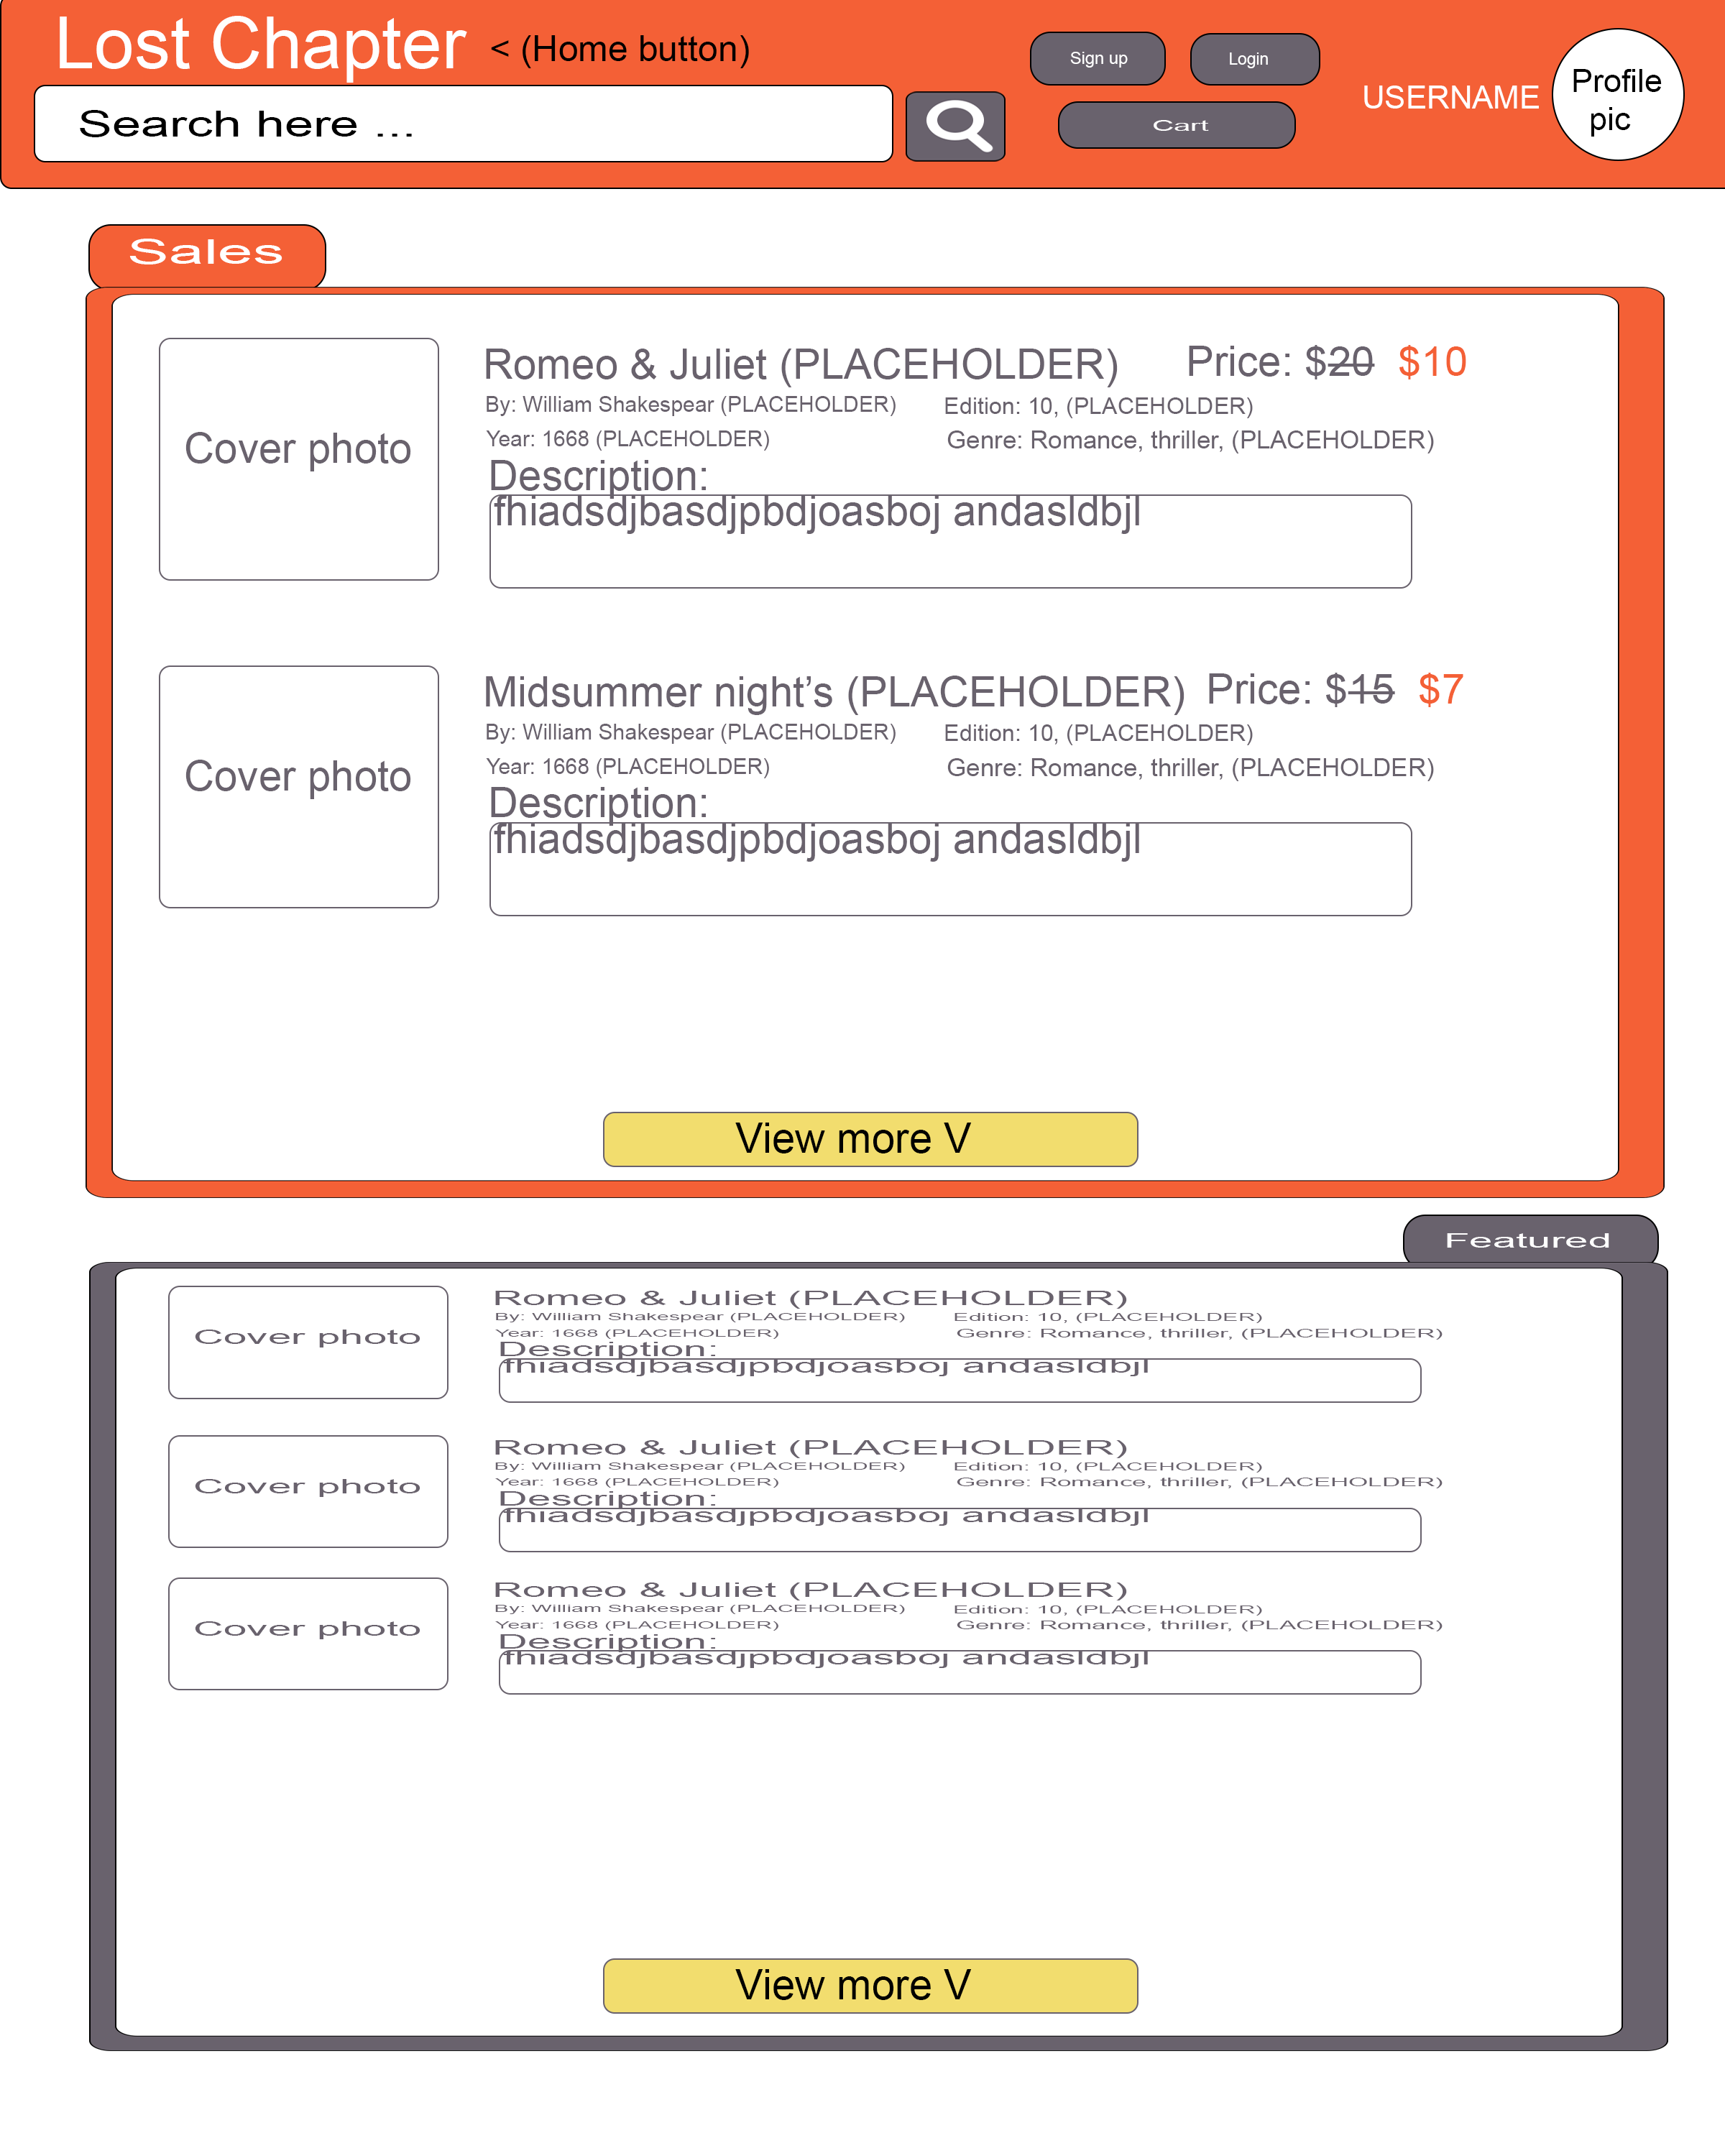 Lost Chapter < (Home button)
Sign up
Login
Search here ...
Cart
USERNAME
Profile
pic
Sales
Cover photo
Romeo & Juliet (PLACEHOLDER)
Price: $20 $10
By: William Shakespear (PLACEHOLDER)
Edition: 10, (PLACEHOLDER)
Year: 1668 (PLACEHOLDER)
Genre: Romance, thriller, (PLACEHOLDER)
Description:
fhiadsdjbasdjpbdjoasboj andasldbjl
Cover photo
Midsummer night’s (PLACEHOLDER)
Price: $15 $7
By: William Shakespear (PLACEHOLDER)
Edition: 10, (PLACEHOLDER)
Year: 1668 (PLACEHOLDER)
Genre: Romance, thriller, (PLACEHOLDER)
Description:
fhiadsdjbasdjpbdjoasboj andasldbjl
View more V
Featured
Cover photo
Romeo & Juliet (PLACEHOLDER)
By: William Shakespear (PLACEHOLDER)
Edition: 10, (PLACEHOLDER)
Year: 1668 (PLACEHOLDER)
Genre: Romance, thriller, (PLACEHOLDER)
Description:
fhiadsdjbasdjpbdjoasboj andasldbjl
Cover photo
Romeo & Juliet (PLACEHOLDER)
By: William Shakespear (PLACEHOLDER)
Edition: 10, (PLACEHOLDER)
Year: 1668 (PLACEHOLDER)
Genre: Romance, thriller, (PLACEHOLDER)
Description:
fhiadsdjbasdjpbdjoasboj andasldbjl
Cover photo
Romeo & Juliet (PLACEHOLDER)
By: William Shakespear (PLACEHOLDER)
Edition: 10, (PLACEHOLDER)
Year: 1668 (PLACEHOLDER)
Genre: Romance, thriller, (PLACEHOLDER)
Description:
fhiadsdjbasdjpbdjoasboj andasldbjl
View more V